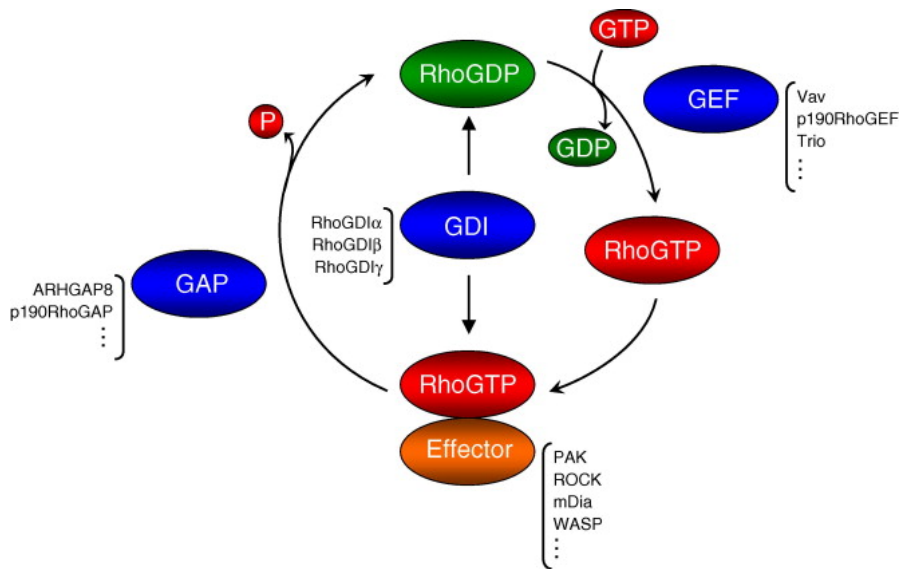 GTP
RhoGDP
GEF
Vav
p190RhoGEF
Trio
⋮
P
GDP
RhoGDIα
RhoGDIβ
RhoGDIγ
GDI
RhoGTP
GAP
ARHGAP8
p190RhoGAP
⋮
RhoGTP
Effector
PAK
ROCK
mDia
WASP
⋮